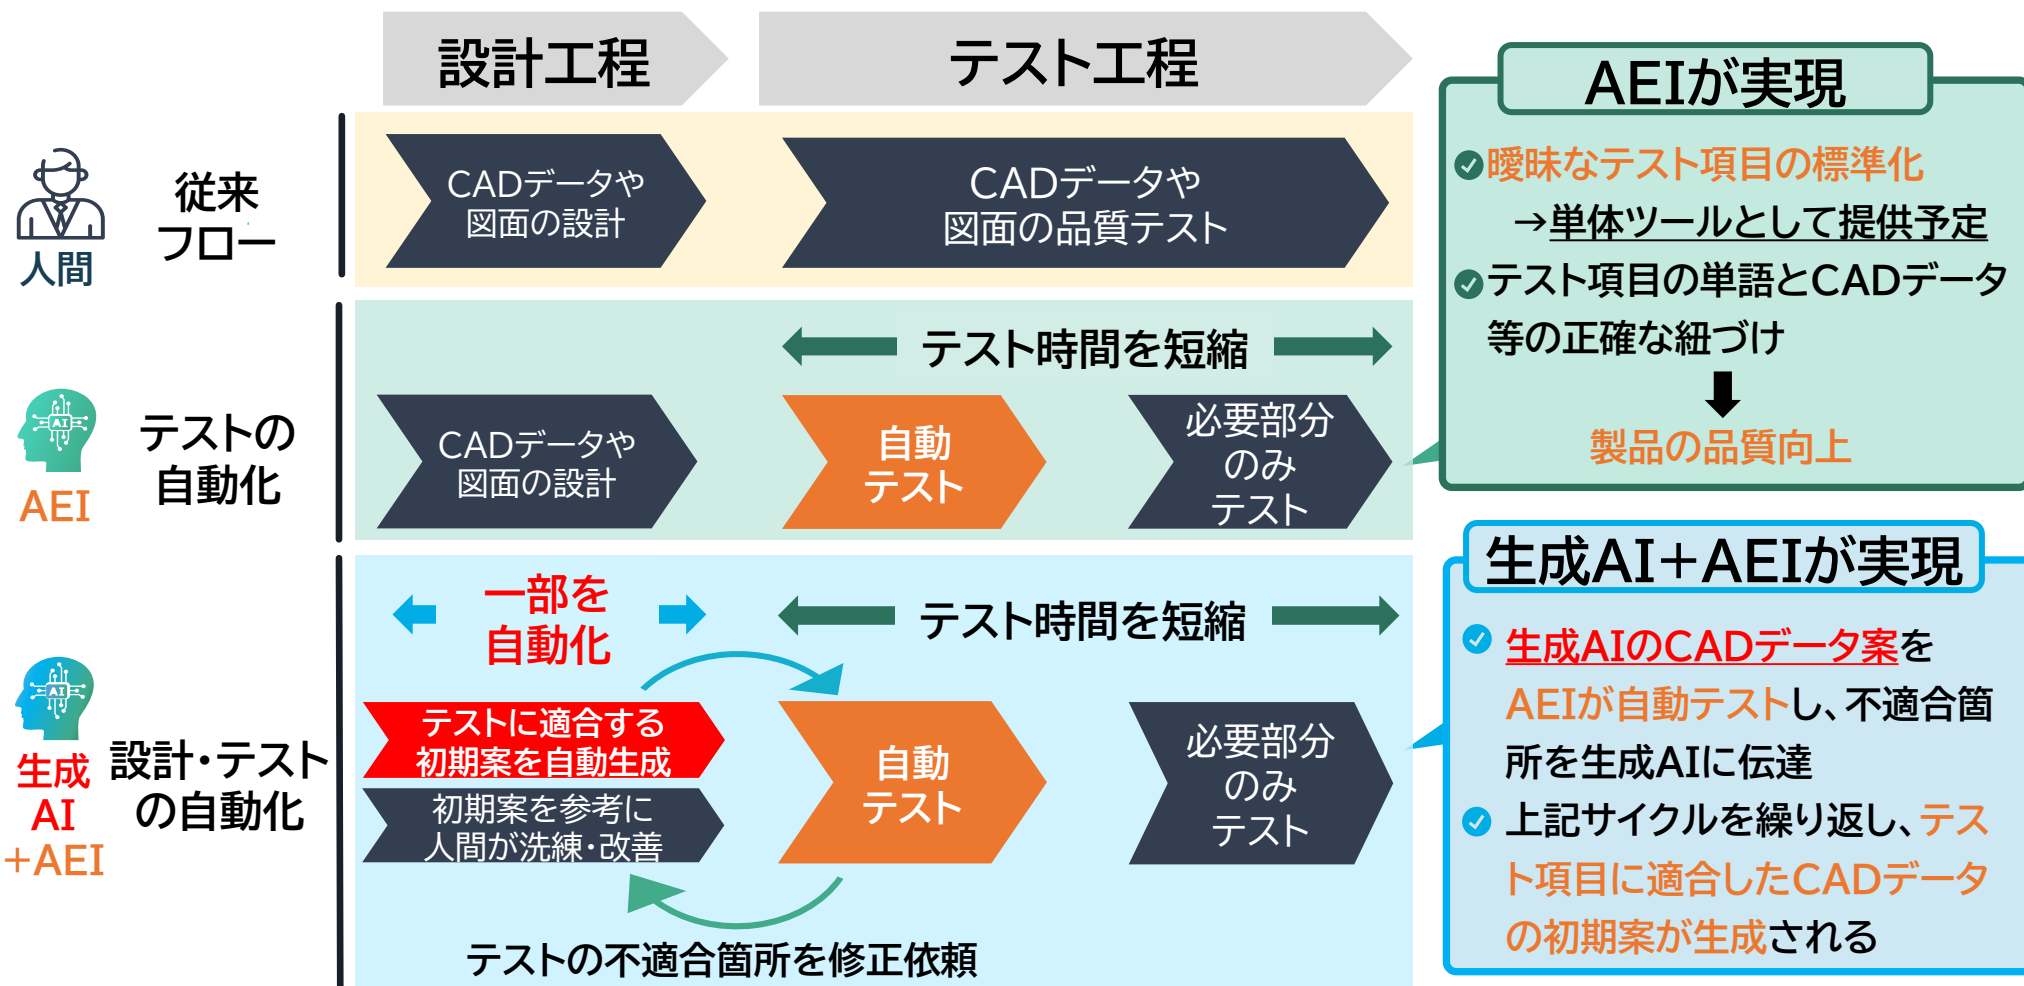 設計工程
テスト工程
人間
従来
フロー
CADデータや
図面の設計
CADデータや
図面の品質テスト
AI
AEI
テストの
自動化
テスト時間を短縮
CADデータや
図面の設計
自動
テスト
必要部分
のみ
テスト
AI
生成
AI
+AEI
設計・テスト
の自動化
一部を
自動化
テスト時間を短縮
テストに適合する
初期案を自動生成
初期案を参考に
人間が洗練・改善
自動
テスト
必要部分
のみ
テスト
テストの不適合箇所を修正依頼
AEIが実現
曖昧なテスト項目の標準化
→単体ツールとして提供予定
テスト項目の単語とCADデータ
等の正確な紐づけ
製品の品質向上
生成AI+AEIが実現
生成AIのCADデータ案を
AEIが自動テストし、不適合箇
所を生成AIに伝達
上記サイクルを繰り返し、テス
ト項目に適合したCADデータ
の初期案が生成される